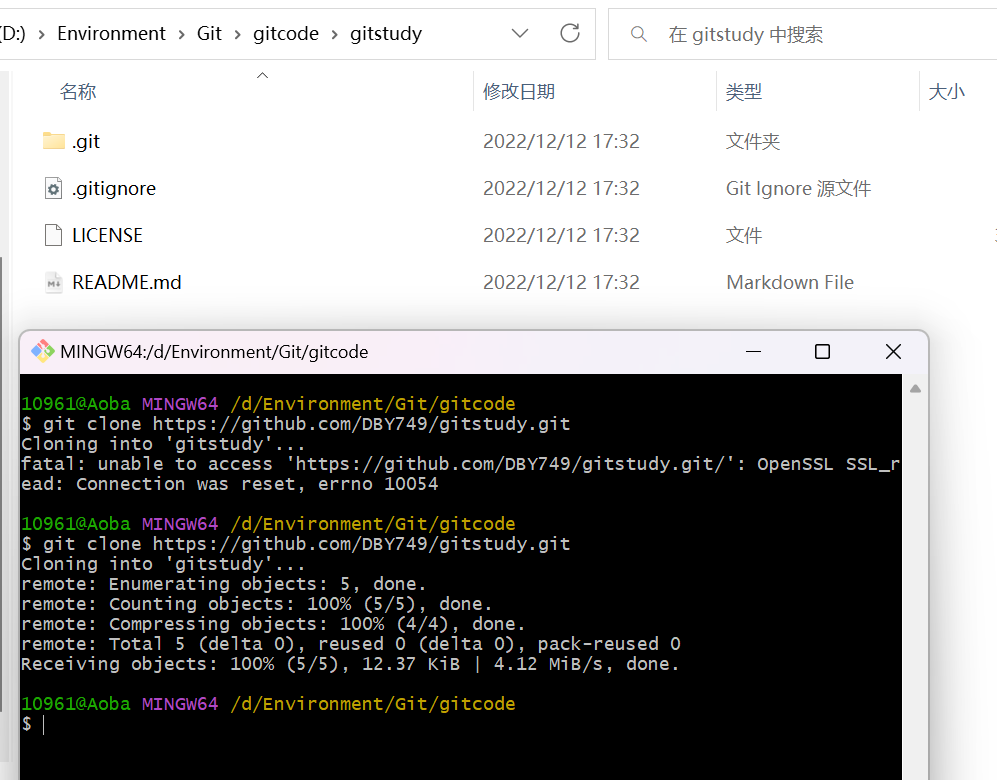 (D:) › Environment › Git › gitcode › gitstudy
在 gitstudy 中搜索
名称 修改日期 类型 大小
.git 2022/12/12 17:32 文件夹
.gitignore 2022/12/12 17:32 Git Ignore 源文件
LICENSE 2022/12/12 17:32 文件
README.md 2022/12/12 17:32 Markdown File
MINGW64:/d/Environment/Git/gitcode
10961@Aoba MINGW64 /d/Environment/Git/gitcode
$ git clone https://github.com/DBY749/gitstudy.git
Cloning into 'gitstudy'...
fatal: unable to access 'https://github.com/DBY749/gitstudy.git/': OpenSSL SSL_r
ead: Connection was reset, errno 10054
10961@Aoba MINGW64 /d/Environment/Git/gitcode
$ git clone https://github.com/DBY749/gitstudy.git
Cloning into 'gitstudy'...
remote: Enumerating objects: 5, done.
remote: Counting objects: 100% (5/5), done.
remote: Compressing objects: 100% (4/4), done.
remote: Total 5 (delta 0), reused 0 (delta 0), pack-reused 0
Receiving objects: 100% (5/5), 12.37 KiB | 4.12 MiB/s, done.
10961@Aoba MINGW64 /d/Environment/Git/gitcode
$